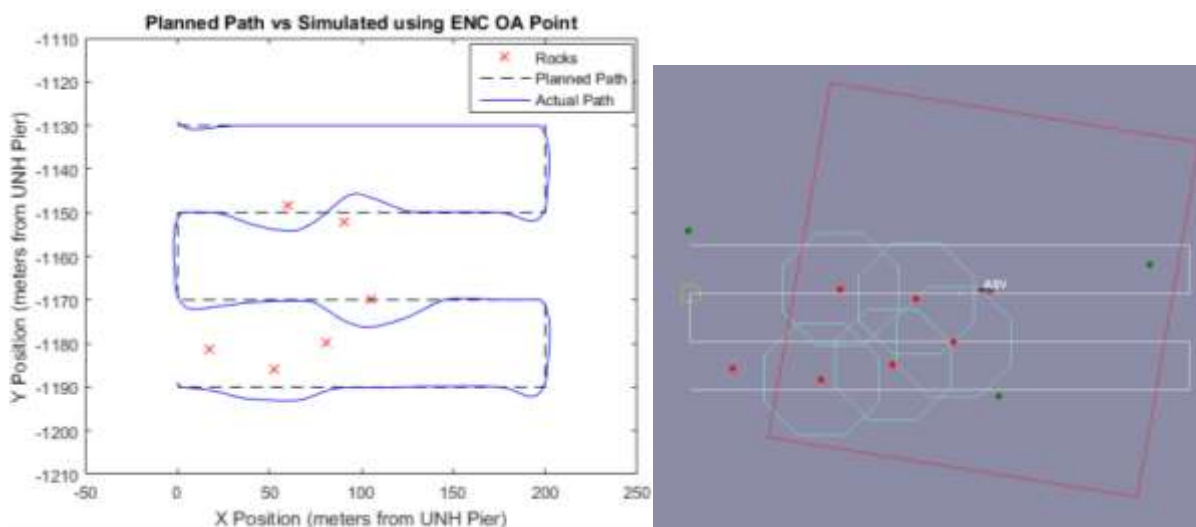 Planned Path vs Simulated using ENC OA Point
Rocks
Planned Path
Actual Path
Y Position (meters from UNH Pier)
-1110
-1120
-1130
-1140
-1150
-1160
-1170
-1180
-1190
-1200
-1210
-50
0
50
100
150
200
250
X Position (meters from UNH Pier)
ASV